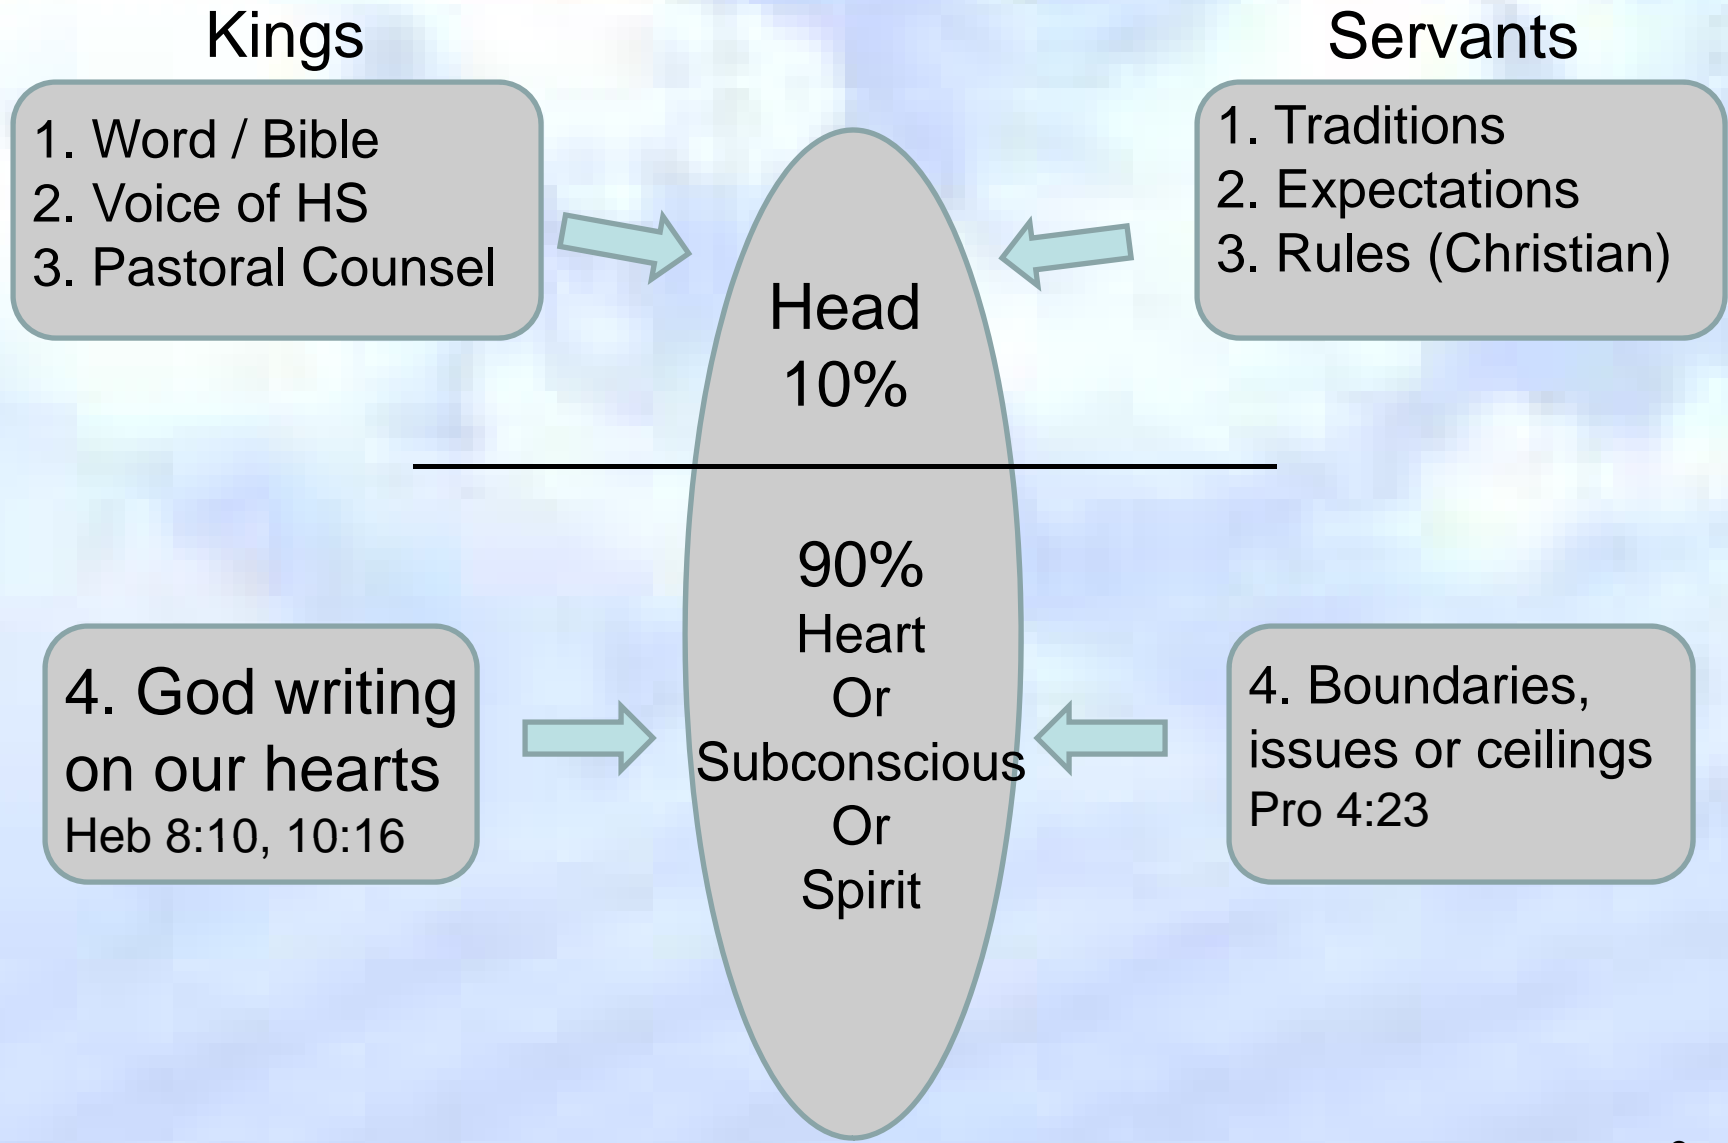 Kings
1. Word / Bible
2. Voice of HS
3. Pastoral Counsel
Servants
1. Traditions
2. Expectations
3. Rules (Christian)
Head
10%
90%
Heart
Or
Subconscious
Or
Spirit
4. God writing
on our hearts
Heb 8:10, 10:16
4. Boundaries,
issues or ceilings
Pro 4:23